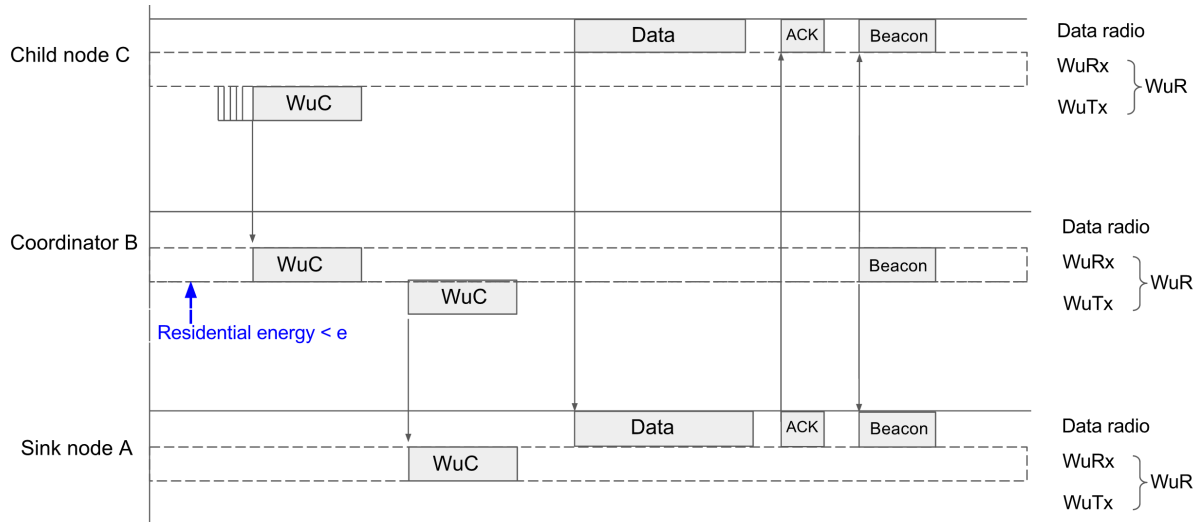 Child node C
Data
ACK
Beacon
Data radio
WuRx
WuTx
WuR
WuC
Coordinator B
Data radio
WuRx
WuTx
WuR
WuC
Beacon
WuC
Residential energy < e
Sink node A
Data
ACK
Beacon
Data radio
WuRx
WuTx
WuR
WuC